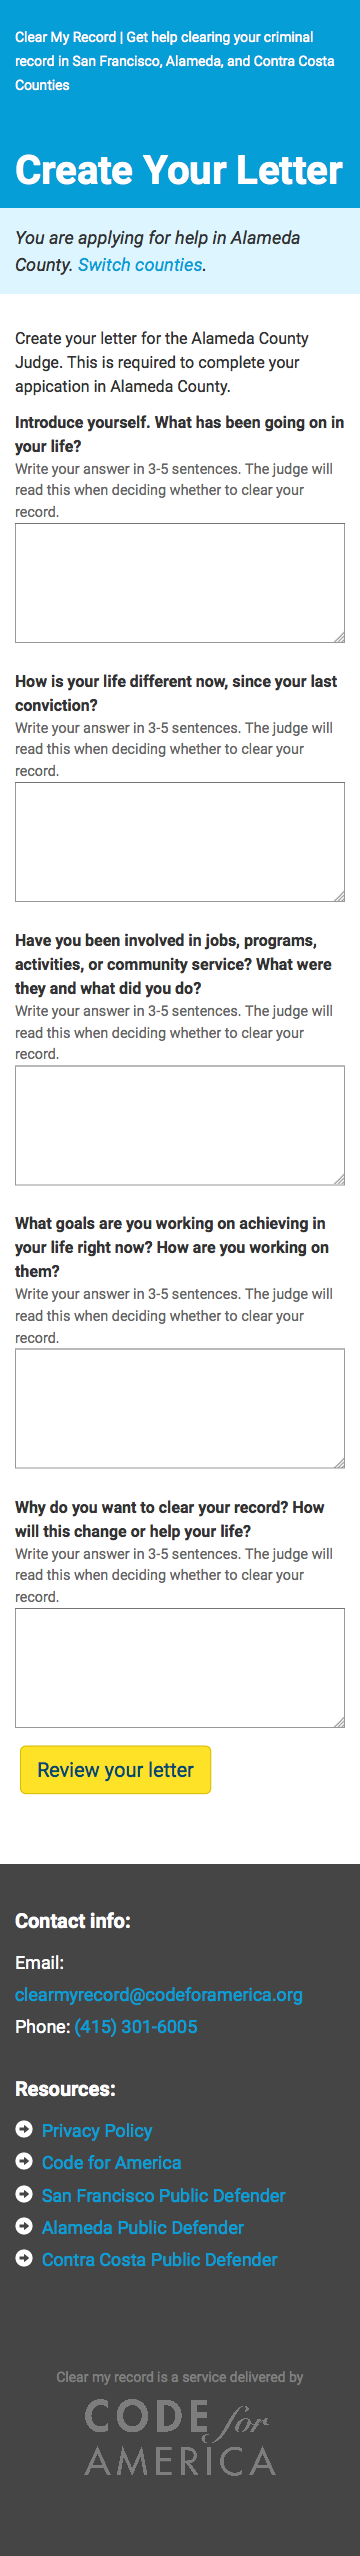 Clear My Record | Get help clearing your criminal
record in San Francisco, Alameda, and Contra Costa
Counties
Create Your Letter
You are applying for help in Alameda
County. Switch counties.
Create your letter for the Alameda County
Judge. This is required to complete your
appication in Alameda County.
Introduce yourself. What has been going on in
your life?
Write your answer in 3-5 sentences. The judge will
read this when deciding whether to clear your
record.
How is your life different now, since your last
conviction?
Write your answer in 3-5 sentences. The judge will
read this when deciding whether to clear your
record.
Have you been involved in jobs, programs,
activities, or community service? What were
they and what did you do?
Write your answer in 3-5 sentences. The judge will
read this when deciding whether to clear your
record.
What goals are you working on achieving in
your life right now? How are you working on
them?
Write your answer in 3-5 sentences. The judge will
read this when deciding whether to clear your
record.
Why do you want to clear your record? How
will this change or help your life?
Write your answer in 3-5 sentences. The judge will
read this when deciding whether to clear your
record.
Review your letter
Contact info:
Email:
clearmyrecord@codeforamerica.org
Phone: (415) 301-6005
Resources:
Privacy Policy
Code for America
San Francisco Public Defender
Alameda Public Defender
Contra Costa Public Defender
Clear my record is a service delivered by
CODE for
AMERICA